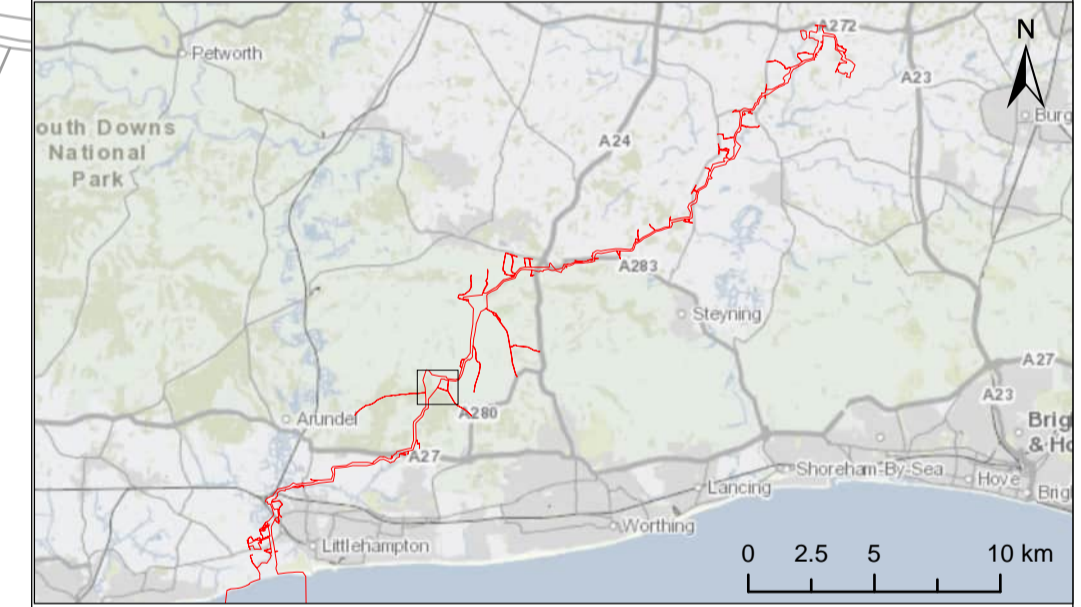 A272
N
Petworth
A23
Burg
outh Downs
National
Park
A24
A283
Steyning
A27
A23
Arundel
A280
Brig
& Ho
A27
Shoreham-By-Sea
Hove
Brig
Lancing
Worthing
Littlehampton
0 2.5 5 10 km